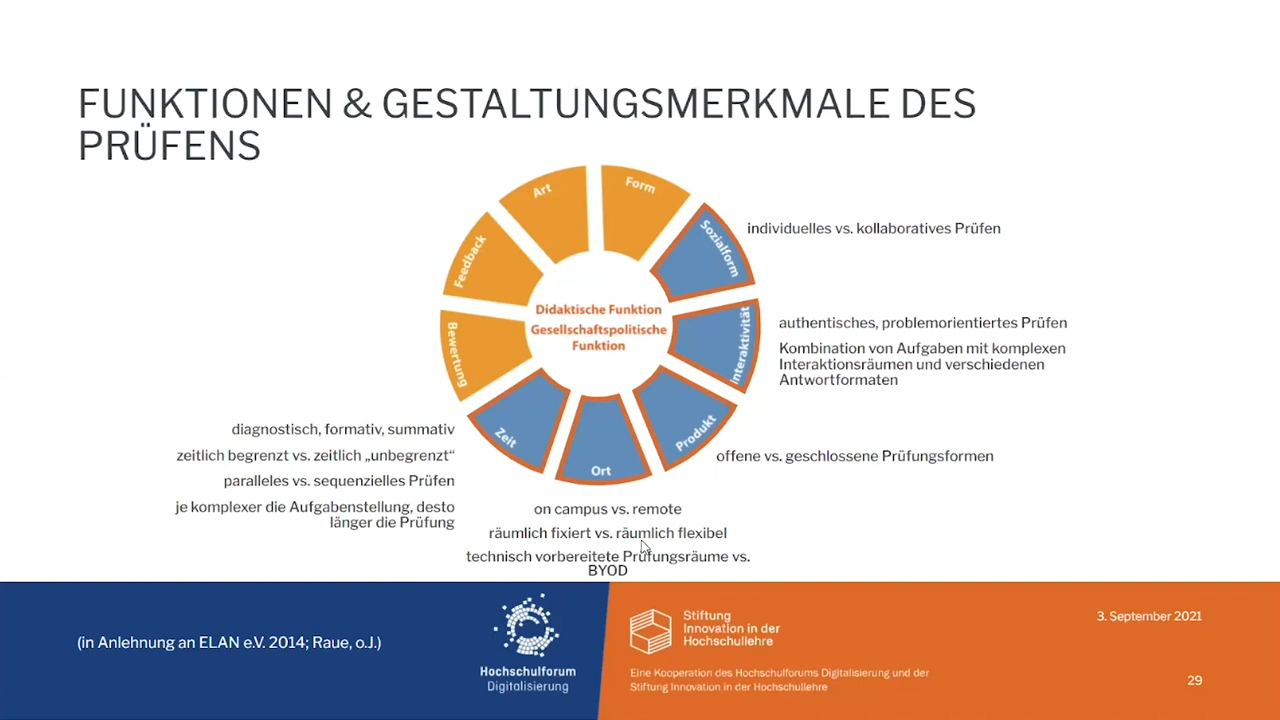 FUNKTIONEN & GESTALTUNGSMERKMALE DES
PRÜFENS
Art
Form
Feedback
Sozialform
individuelles vs. kollaboratives Prüfen
Didaktische Funktion
Gesellschaftspolitische
Funktion
Bewertung
Interaktivität
authentisches, problemorientiertes Prüfen
Kombination von Aufgaben mit komplexen
Interaktionsräumen und verschiedenen
Antwortformaten
Zeit
diagnostisch, formativ, summativ
zeitlich begrenzt vs. zeitlich „unbegrenzt“
paralleles vs. sequenzielles Prüfen
je komplexer die Aufgabenstellung, desto
länger die Prüfung
Ort
on campus vs. remote
räumlich fixiert vs. räumlich flexibel
technisch vorbereitete Prüfungsräume vs.
BYOD
Produkt
offene vs. geschlossene Prüfungsformen
(in Anlehnung an ELAN e.V. 2014; Raue, o.J.)
Hochschulforum
Digitalisierung
Stiftung
Innovation in der
Hochschullehre
Eine Kooperation des Hochschulforums Digitalisierung und der
Stiftung Innovation in der Hochschullehre
3. September 2021
29